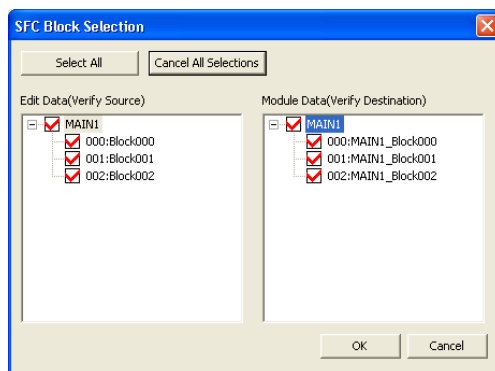 SFC Block Selection
Select All
Cancel All Selections
Edit Data(Verify Source)
MAIN1
000:Block000
001:Block001
002:Block002
Module Data(Verify Destination)
MAIN1
000:MAIN1_Block000
001:MAIN1_Block001
002:MAIN1_Block002
OK
Cancel